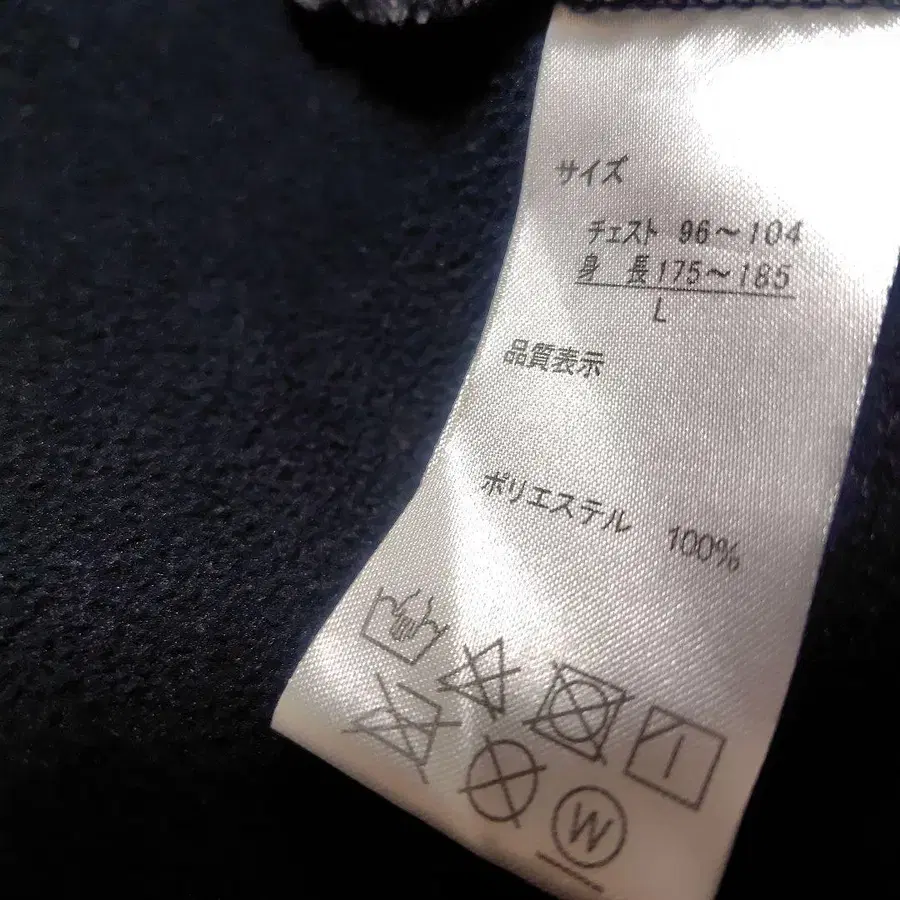 サイズ
チェスト 96～104
身 長175～185
L
品質表示
ポリエステル 100%
W